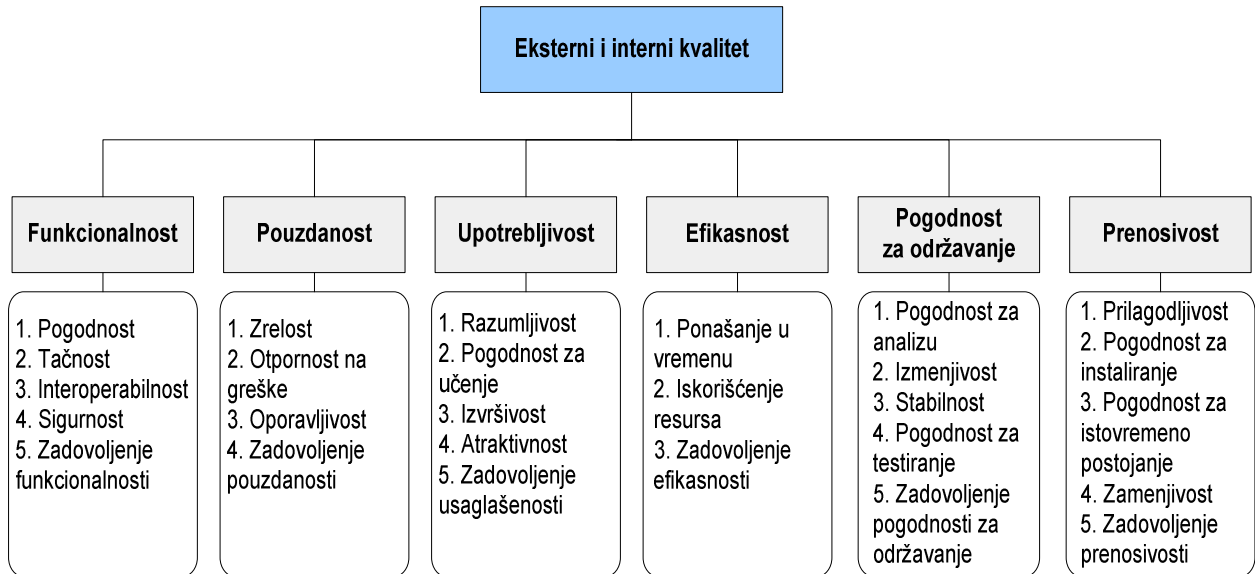 Eksterni i interni kvalitet
Funkcionalnost
1. Pogodnost
2. Tačnost
3. Interoperabilnost
4. Sigurnost
5. Zadovoljenje
funkcionalnosti
Pouzdanost
1. Zrelost
2. Otpornost na
greške
3. Oporavljivost
4. Zadovoljenje
pouzdanosti
Upotrebljivost
1. Razumljivost
2. Pogodnost za
učenje
3. Izvršivost
4. Atraktivnost
5. Zadovoljenje
usaglašenosti
Efikasnost
1. Ponašanje u
vremenu
2. Iskorišćenje
resursa
3. Zadovoljenje
efikasnosti
Pogodnost
za održavanje
1. Pogodnost za
analizu
2. Izmenjivost
3. Stabilnost
4. Pogodnost za
testiranje
5. Zadovoljenje
pogodnosti za
održavanje
Prenosivost
1. Prilagodljivost
2. Pogodnost za
instaliranje
3. Pogodnost za
istovremeno
postojanje
4. Zamenjivost
5. Zadovoljenje
prenosivosti